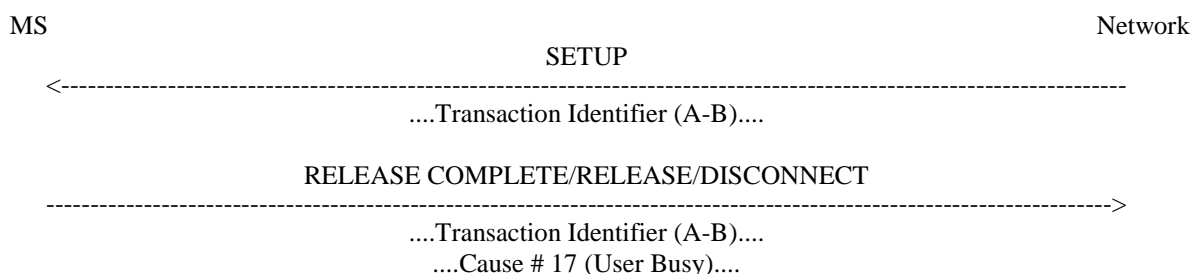 MS Network
SETUP
<------------------------------------------------------------------------------------------------------------------------
....Transaction Identifier (A-B)....
RELEASE COMPLETE/RELEASE/DISCONNECT
------------------------------------------------------------------------------------------------------------------------>
....Transaction Identifier (A-B)....
....Cause # 17 (User Busy)....